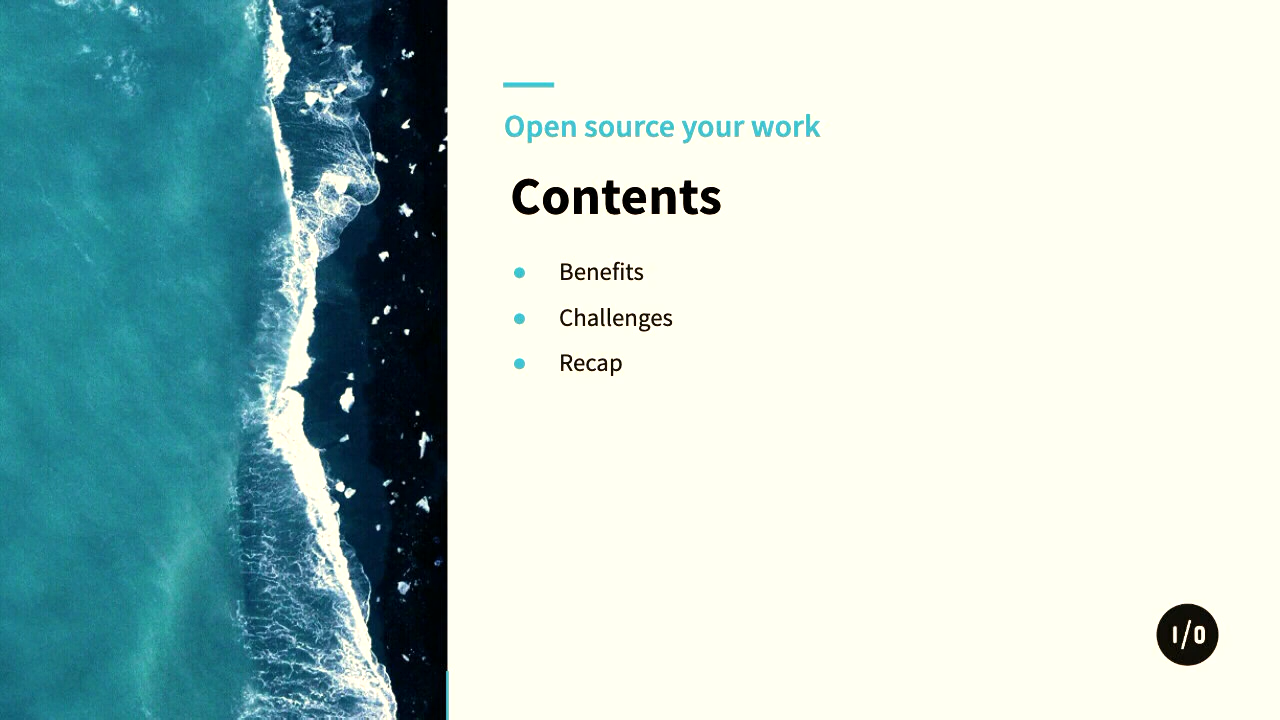 Open source your work
Contents
Benefits
Challenges
Recap
I/O